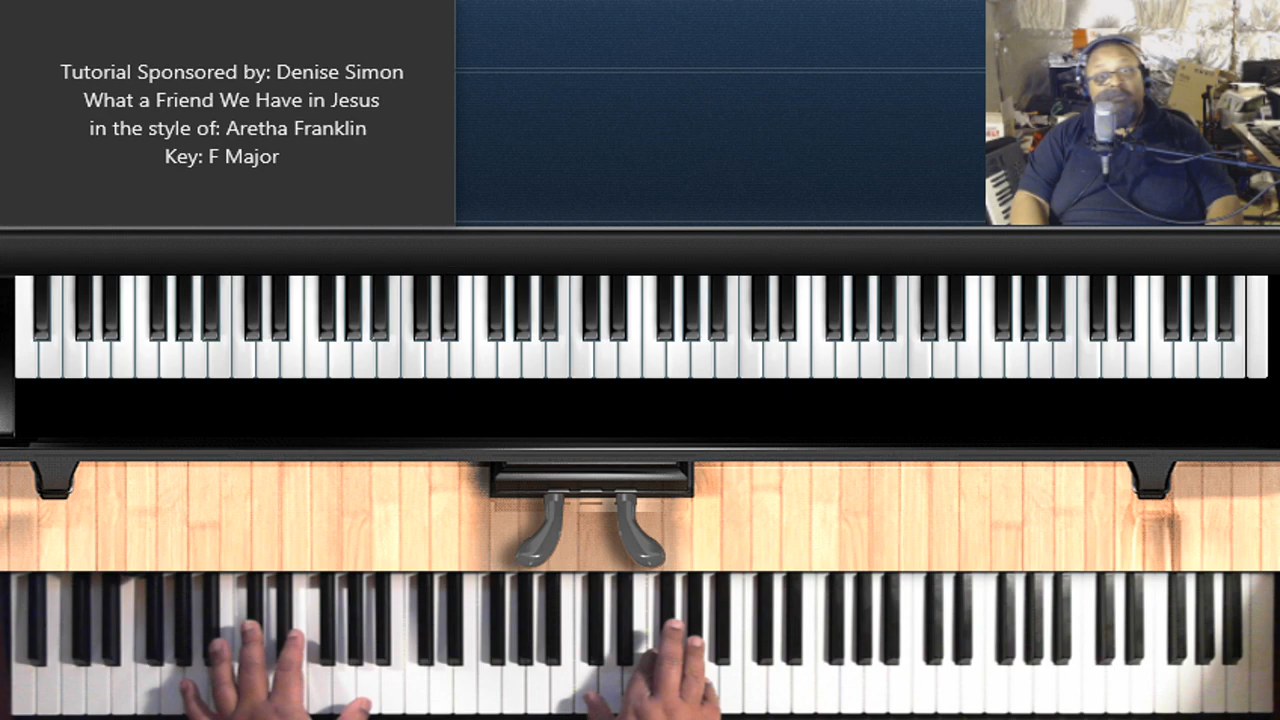 Tutorial Sponsored by: Denise Simon
What a Friend We Have in Jesus
in the style of: Aretha Franklin
Key: F Major